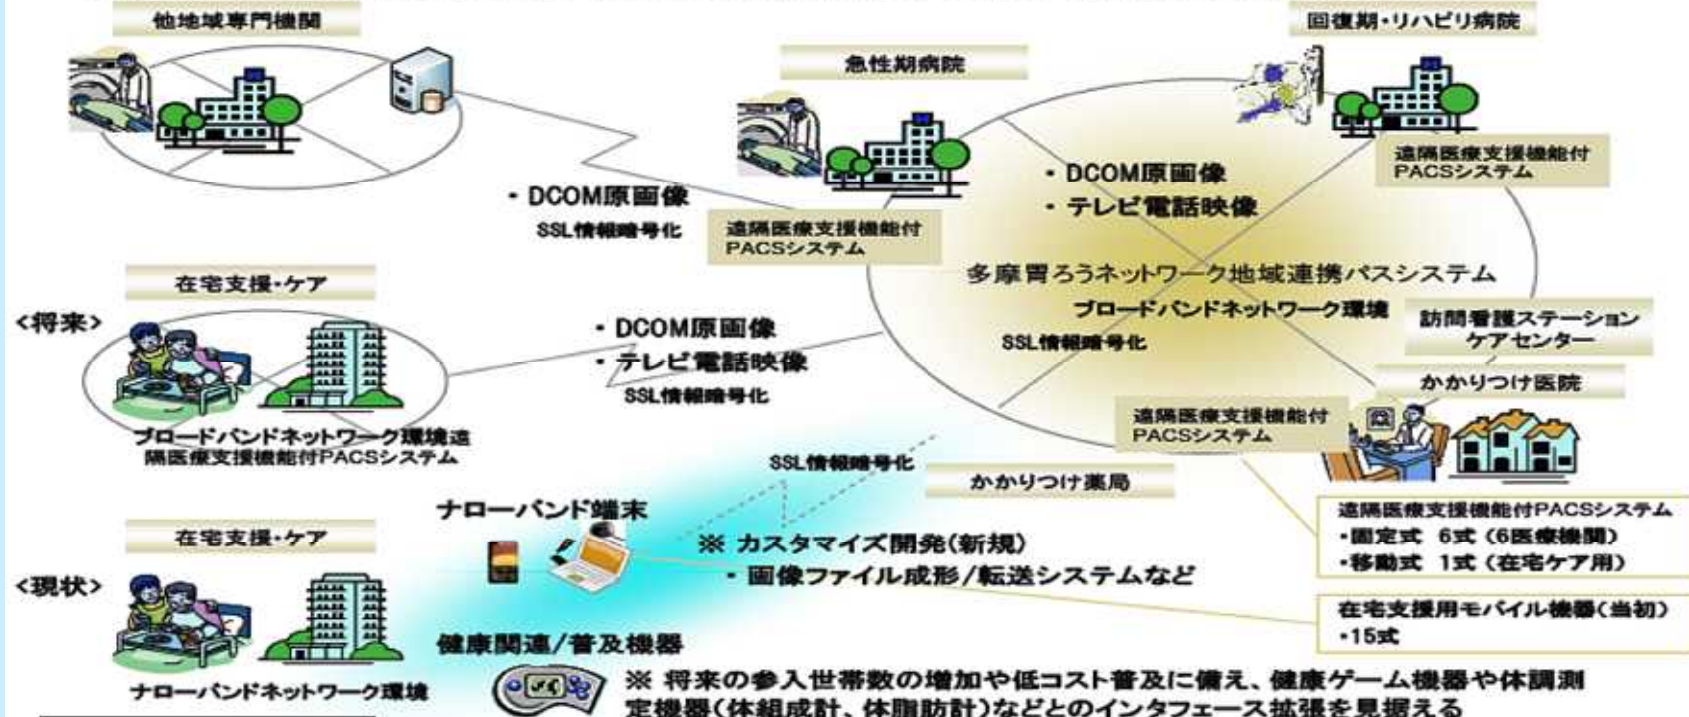 他地域専門機関
回復期・リハビリ病院
急性期病院
遠隔医療支援機能付
PACSシステム
・DCOM原画像
・テレビ電話映像
・DCOM原画像
SSL情報暗号化
遠隔医療支援機能付
PACSシステム
多摩胃ろうネットワーク地域連携パスシステム
ブロードバンドネットワーク環境
SSL情報暗号化
在宅支援・ケア
<将来>
・DCOM原画像
・テレビ電話映像
SSL情報暗号化
訪問看護ステーション
ケアセンター
かかりつけ医院
遠隔医療支援機能付
PACSシステム
ブロードバンドネットワーク環境遠
隔医療支援機能付PACSシステム
SSL情報暗号化
かかりつけ薬局
ナローバンド端末
遠隔医療支援機能付PACSシステム
・固定式 6式（6医療機関）
・移動式 1式（在宅ケア用）
在宅支援・ケア
※ カスタマイズ開発(新規)
・画像ファイル成形/転送システムなど
<現状>
在宅支援用モバイル機器(当初)
・15式
健康関連/普及機器
ナローバンドネットワーク環境
※ 将来の参入世帯数の増加や低コスト普及に備え、健康ゲーム機器や体調測
定機器(体組成計、体脂肪計)などとのインタフェース拡張を見据える